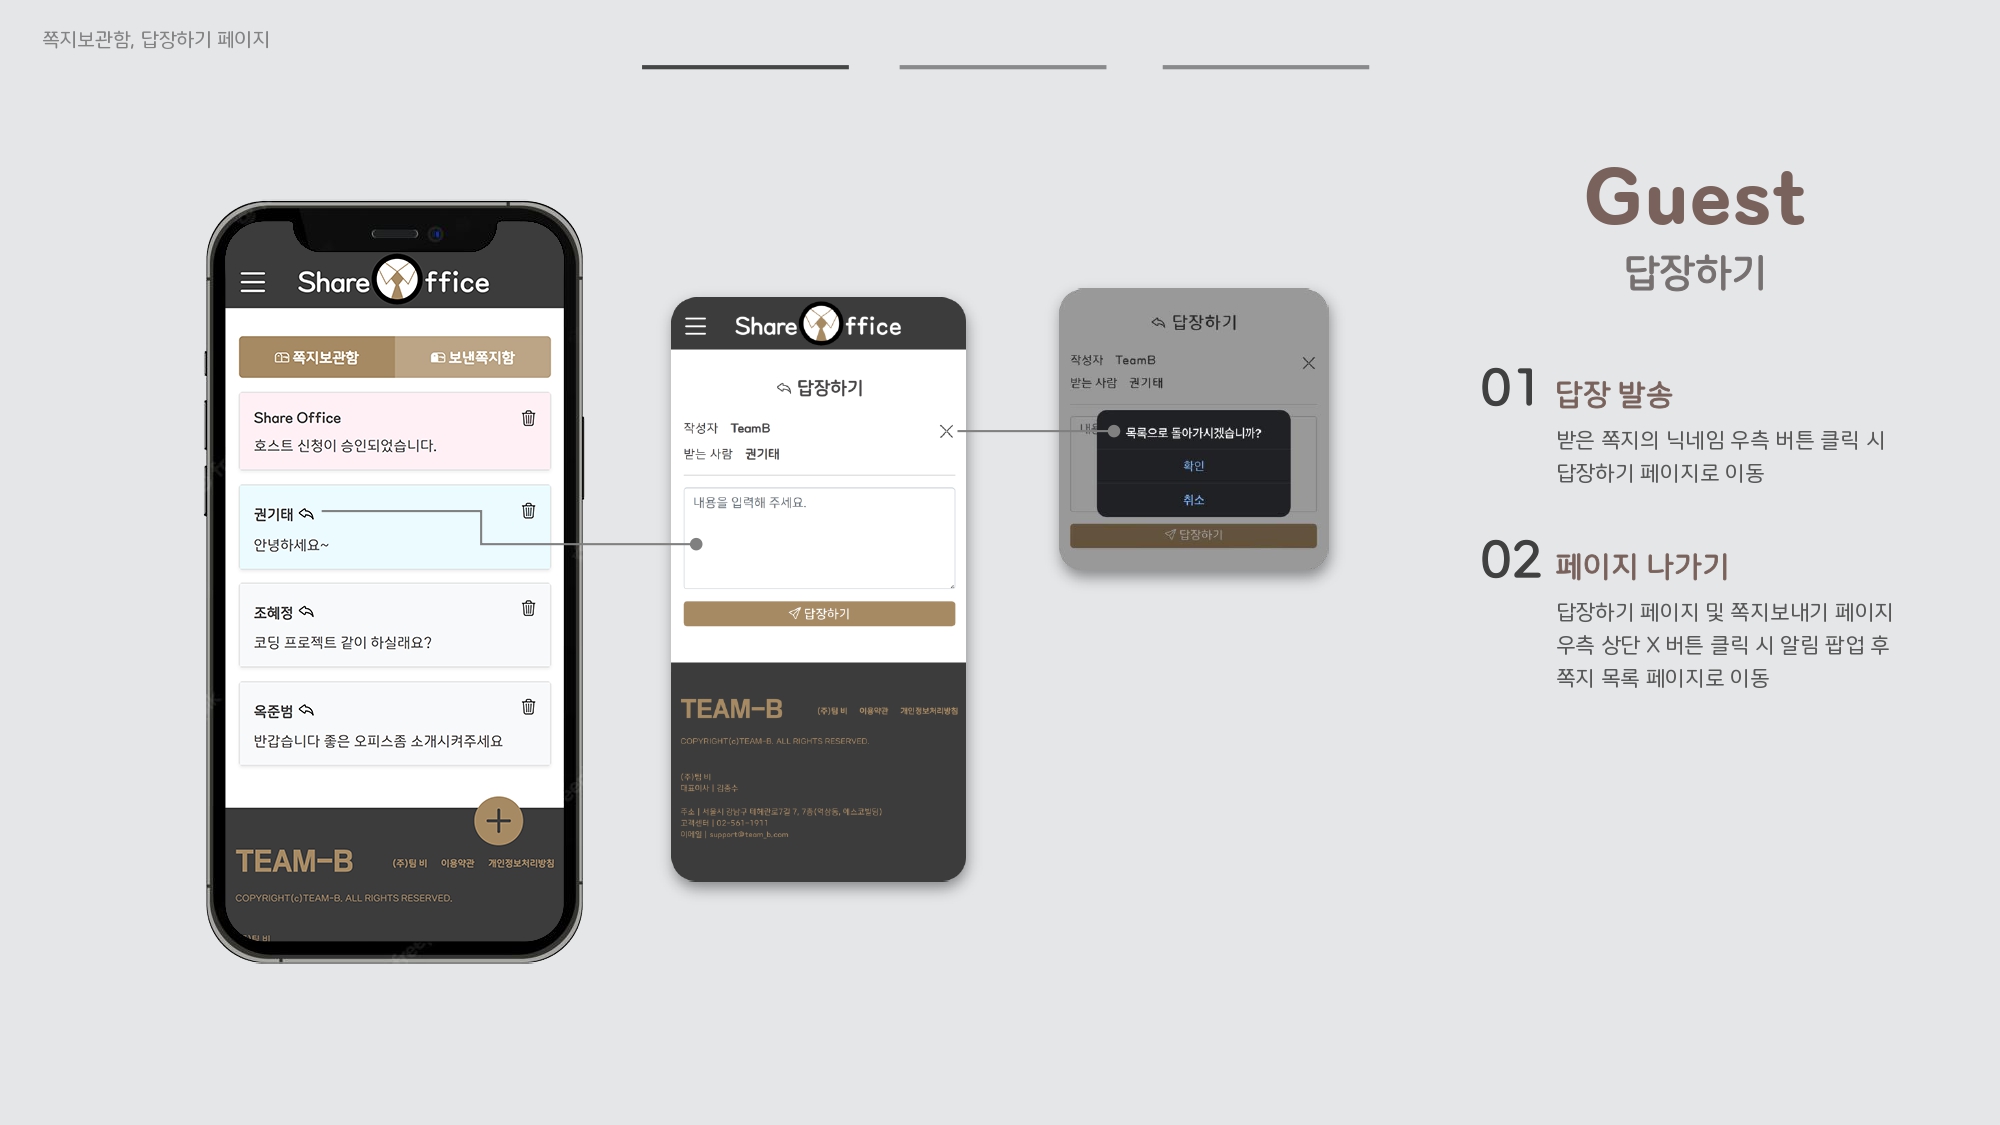 쪽지보관함, 답장하기 페이지
Share ffice
쪽지보관함 보낸쪽지함
Share Office
호스트 신청이 승인되었습니다.
권기태
안녕하세요~
조혜정
코딩 프로젝트 같이 하실래요?
옥준범
반갑습니다 좋은 오피스좀 소개시켜주세요
TEAM-B (주)팀 비 이용약관 개인정보처리방침
COPYRIGHT(c)TEAM-B. ALL RIGHTS RESERVED.
Share ffice
답장하기
작성자 TeamB
받는 사람 권기태
내용을 입력해 주세요.
답장하기
TEAM-B (주)팀 비 이용약관 개인정보처리방침
COPYRIGHT(c)TEAM-B. ALL RIGHTS RESERVED.
(주)팀 비
대표이사 | 김종수
주소 | 서울시 강남구 테헤란로7길 7, 7층(역삼동, 에스코빌딩)
고객센터 | 02-561-1911
이메일 | support@team_b.com
답장하기
작성자 TeamB
받는 사람 권기태
목록으로 돌아가시겠습니까?
확인
취소
답장하기
Guest
답장하기
01 답장 발송
받은 쪽지의 닉네임 우측 버튼 클릭 시
답장하기 페이지로 이동
02 페이지 나가기
답장하기 페이지 및 쪽지보내기 페이지
우측 상단 X 버튼 클릭 시 알림 팝업 후
쪽지 목록 페이지로 이동